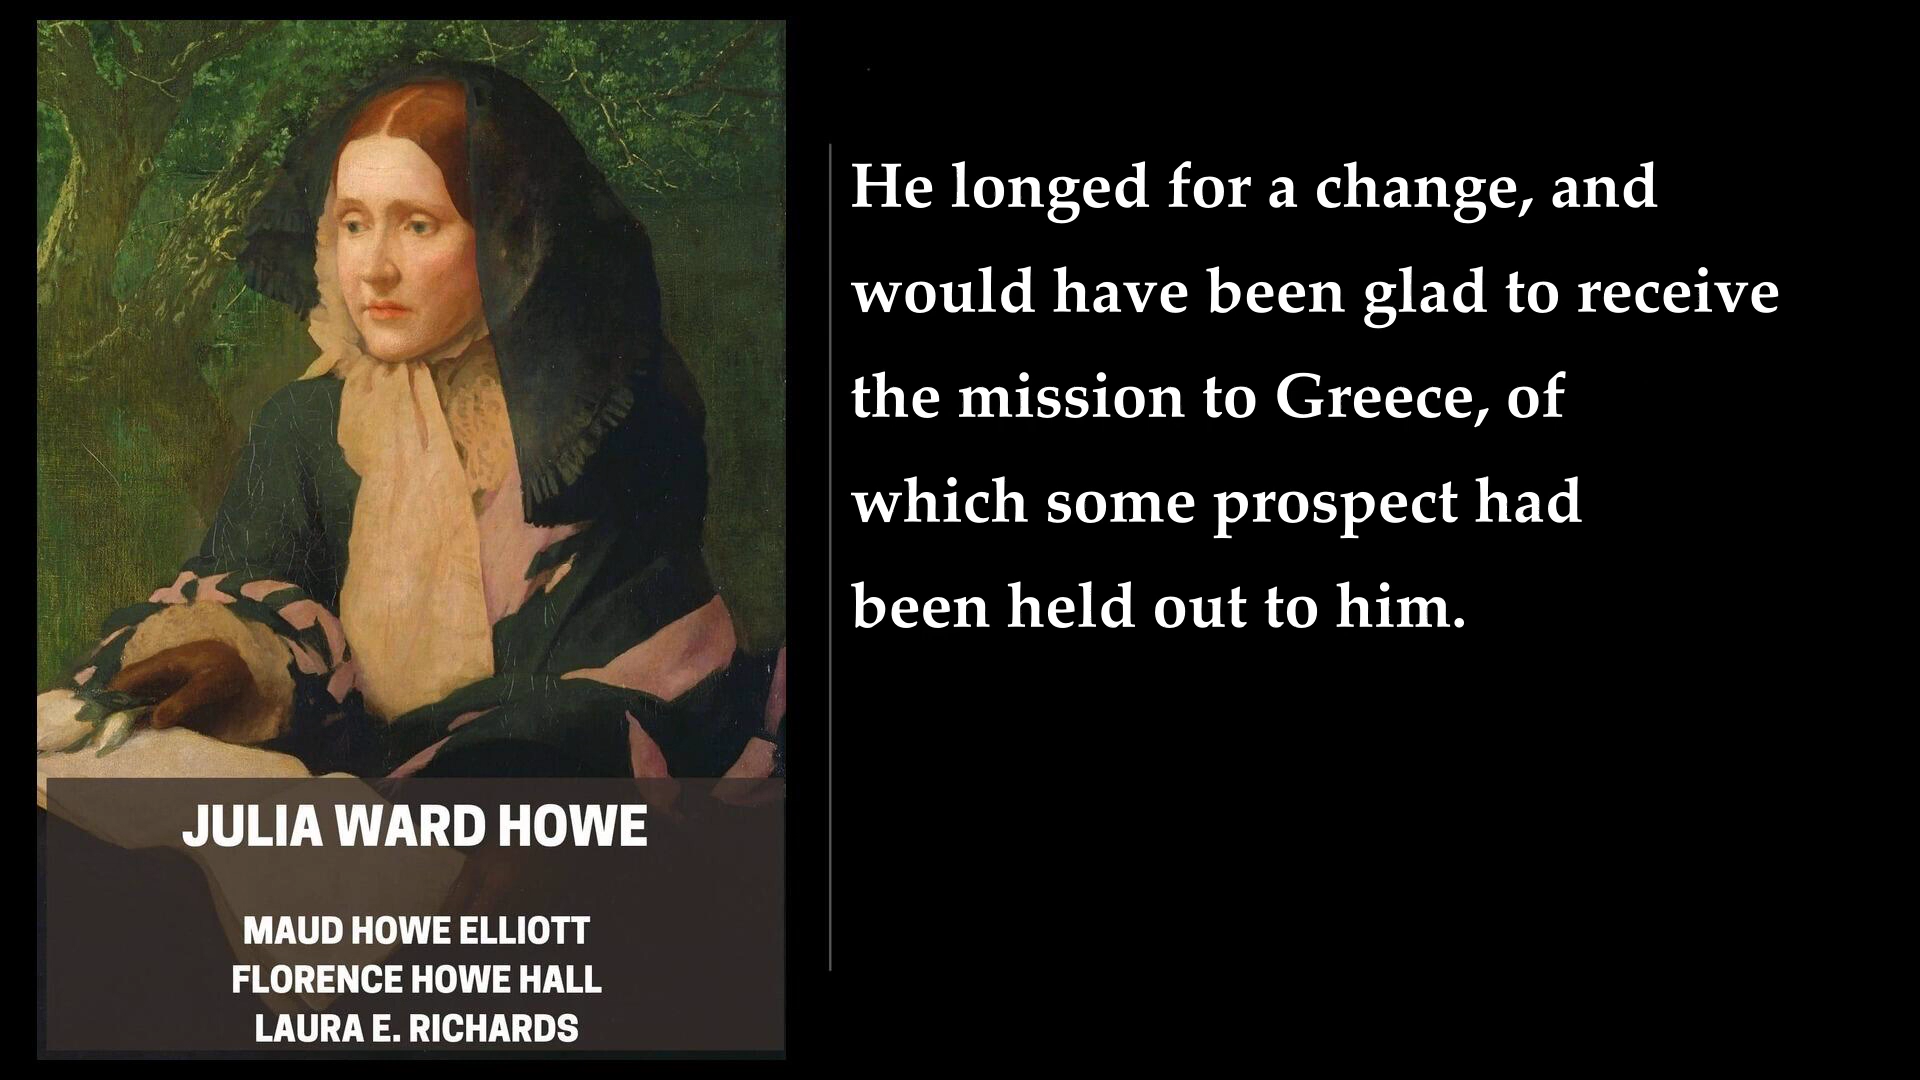 He longed for a change, and
would have been glad to receive
the mission to Greece, of
which some prospect had
been held out to him.
JULIA WARD HOWE
MAUD HOWE ELLIOTT
FLORENCE HOWE HALL
LAURA E. RICHARDS